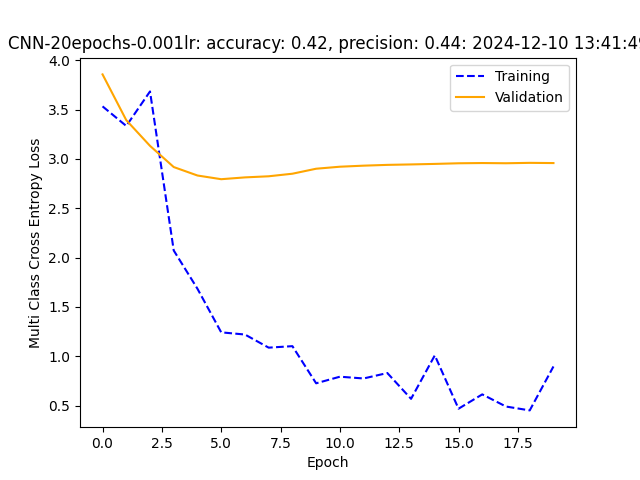 CNN-20epochs-0.001lr: accuracy: 0.42, precision: 0.44: 2024-12-10 13:41:49
4.0
3.5
3.0
2.5
2.0
1.5
1.0
0.5
Multi Class Cross Entropy Loss
Training
Validation
0.0 2.5 5.0 7.5 10.0 12.5 15.0 17.5
Epoch